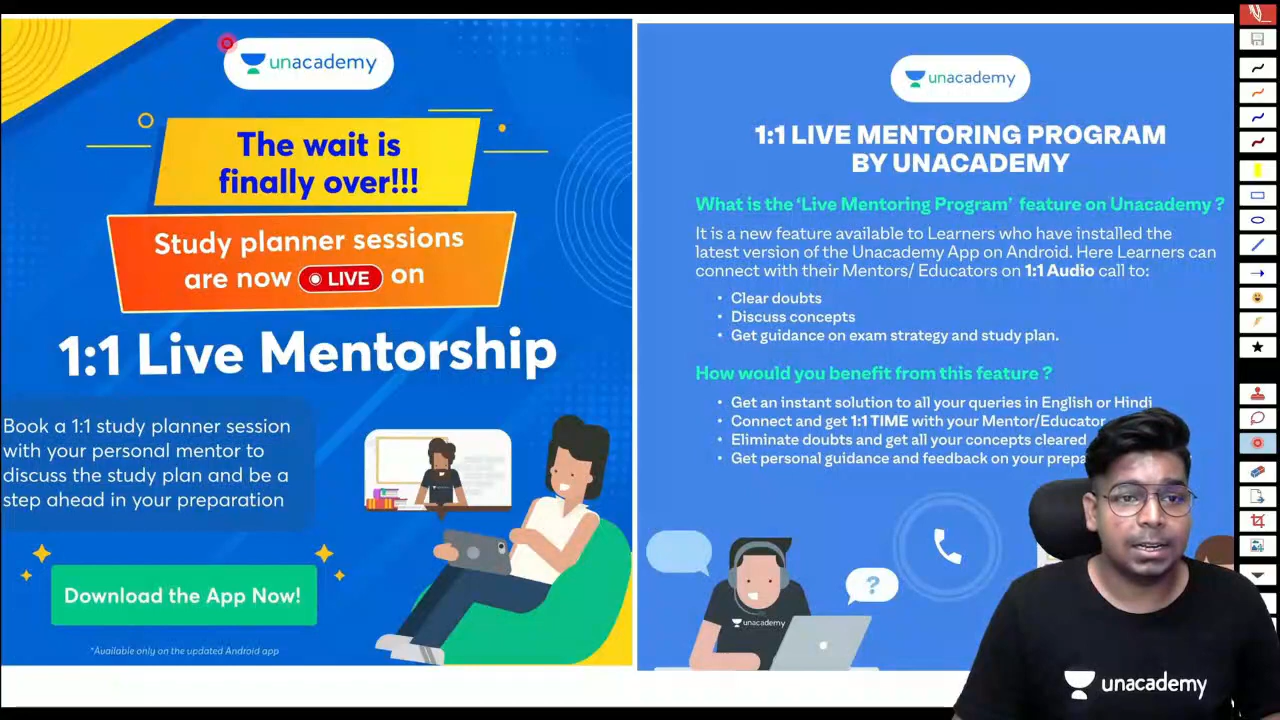 unacademy
The wait is
finally over!!!
Study planner sessions
are now LIVE on
1:1 Live Mentorship
Book a 1:1 study planner session
with your personal mentor to
discuss the study plan and be a
step ahead in your preparation
Download the App Now!
*Available only on the updated Android app
unacademy
1:1 LIVE MENTORING PROGRAM
BY UNACADEMY
What is the ‘Live Mentoring Program’ feature on Unacademy ?
It is a new feature available to Learners who have installed the
latest version of the Unacademy App on Android. Here Learners can
connect with their Mentors/ Educators on 1:1 Audio call to:
• Clear doubts
• Discuss concepts
• Get guidance on exam strategy and study plan.
How would you benefit from this feature ?
• Get an instant solution to all your queries in English or Hindi
• Connect and get 1:1 TIME with your Mentor/Educator
• Eliminate doubts and get all your concepts cleared
• Get personal guidance and feedback on your
?
unacademy
unacademy